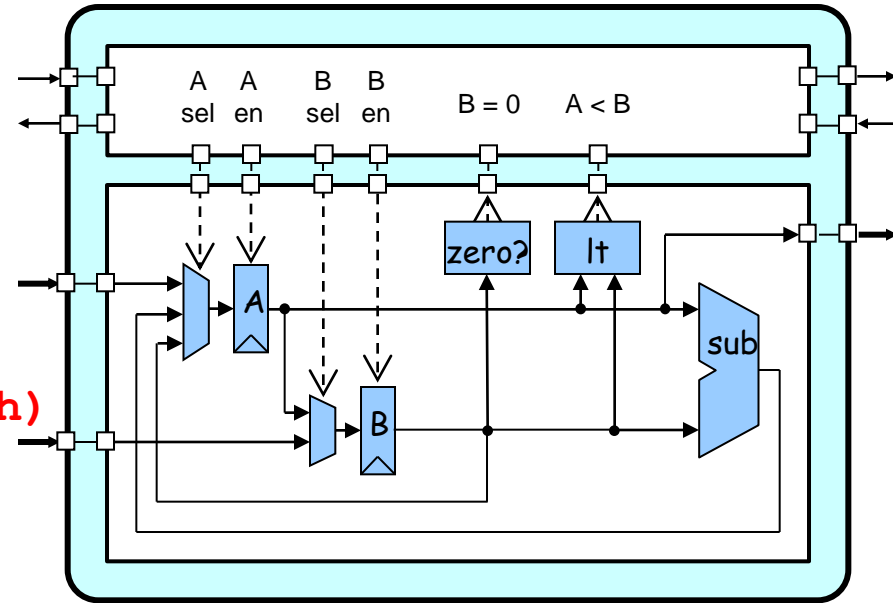 A sel
A en
B sel
B en
B = 0
A < B
zero?
lt
A
sub
h)
B